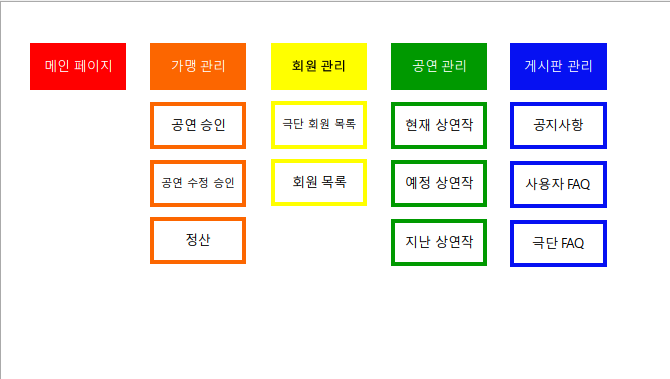 메인 페이지
가맹 관리
회원 관리
공연 관리
게시판 관리
공연 승인
극단 회원 목록
현재 상연작
공지사항
공연 수정 승인
회원 목록
예정 상연작
사용자 FAQ
정산
지난 상연작
극단 FAQ